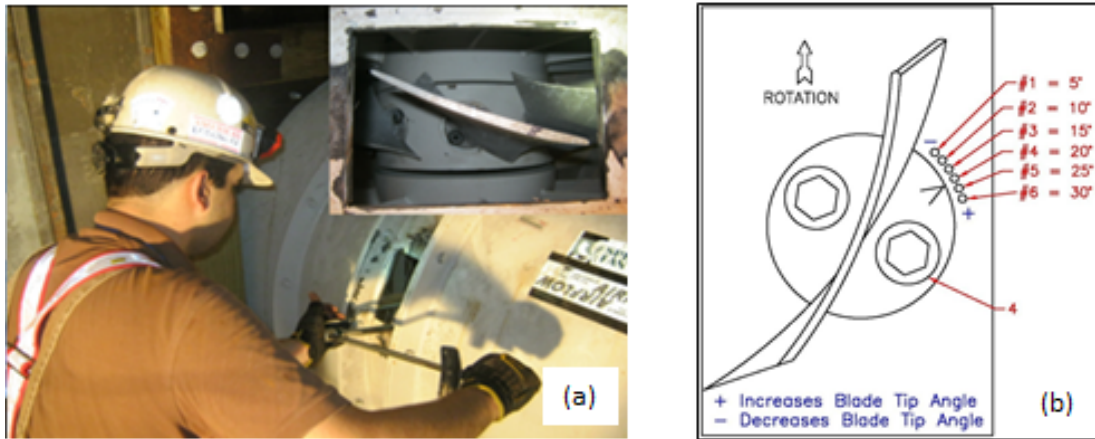 (a)
AIRFLOW
ROTATION
#1 = 5°
#2 = 10°
#3 = 15°
#4 = 20°
#5 = 25°
#6 = 30°
-
+
4
+ Increases Blade Tip Angle
- Decreases Blade Tip Angle
(b)